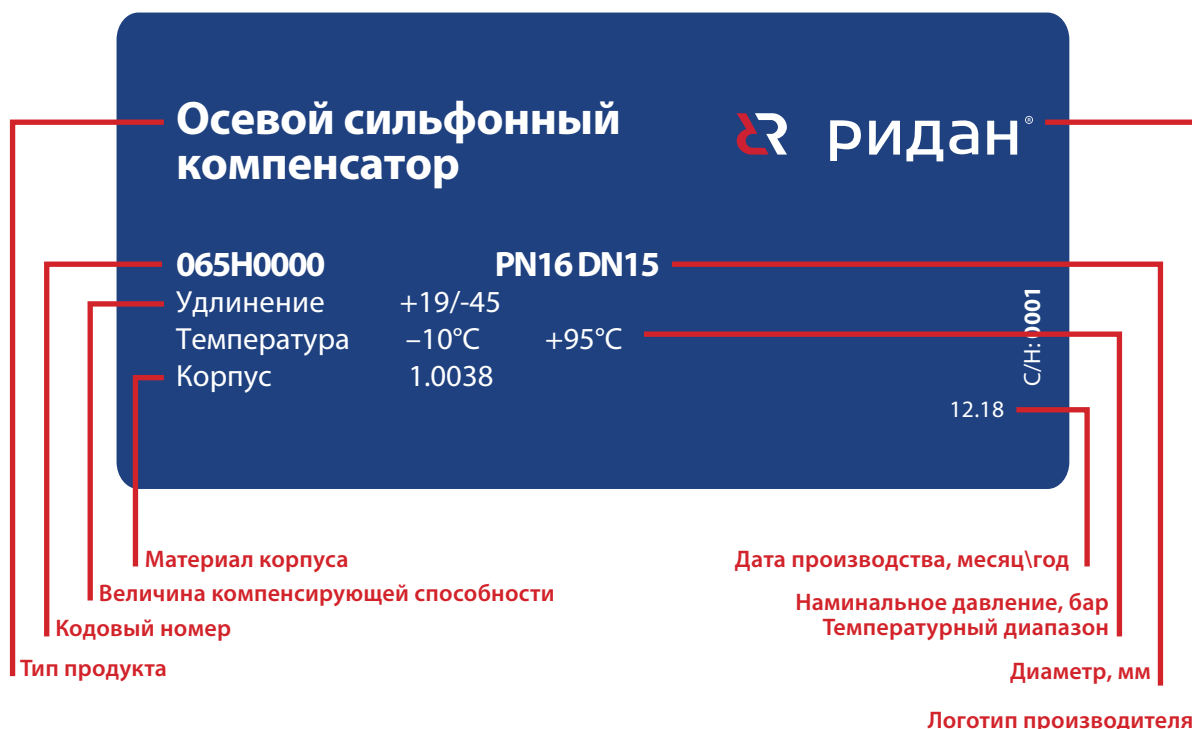 Осевой сильфонный
компенсатор
ридан®
065H0000 PN16 DN15
Удлинение +19/-45
Температура –10°C +95°C
Корпус 1.0038
С/Н: 0001
12.18
Материал корпуса
Величина компенсирующей способности
Кодовый номер
Тип продукта
Дата производства, месяц\год
Наминальное давление, бар
Температурный диапазон
Диаметр, мм
Логотип производителя